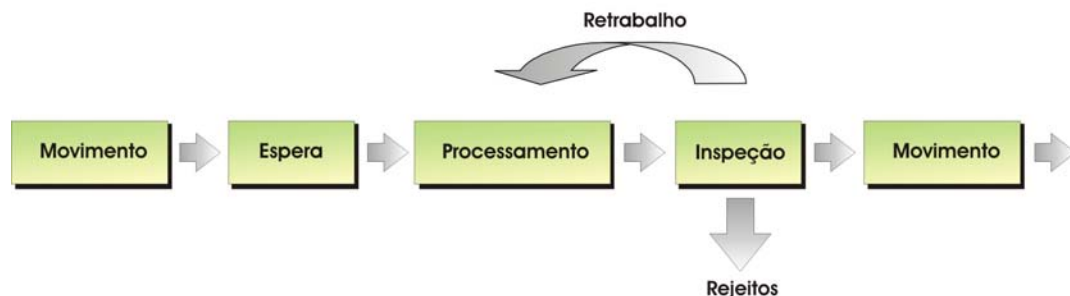 Retrabalho
Movimento
Espera
Processamento
Inspeção
Movimento
Rejeitos